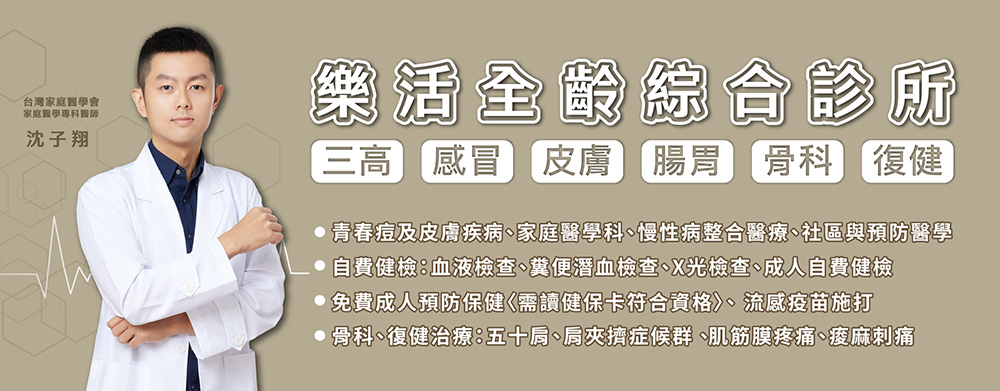 台灣家庭醫學會
家庭醫學專科醫師
沈子翔
樂活全齡綜合診所
三高 感冒 皮膚 腸胃 骨科 復健
• 青春痘及皮膚疾病、家庭醫學科、慢性病整合醫療、社區與預防醫學
• 自費健檢:血液檢查、糞便潛血檢查、X光檢查、成人自費健檢
• 免費成人預防保健〈需讀健保卡符合資格〉、流感疫苗施打
• 骨科、復健治療:五十肩、肩夾擠症候群、肌筋膜疼痛、痠麻刺痛